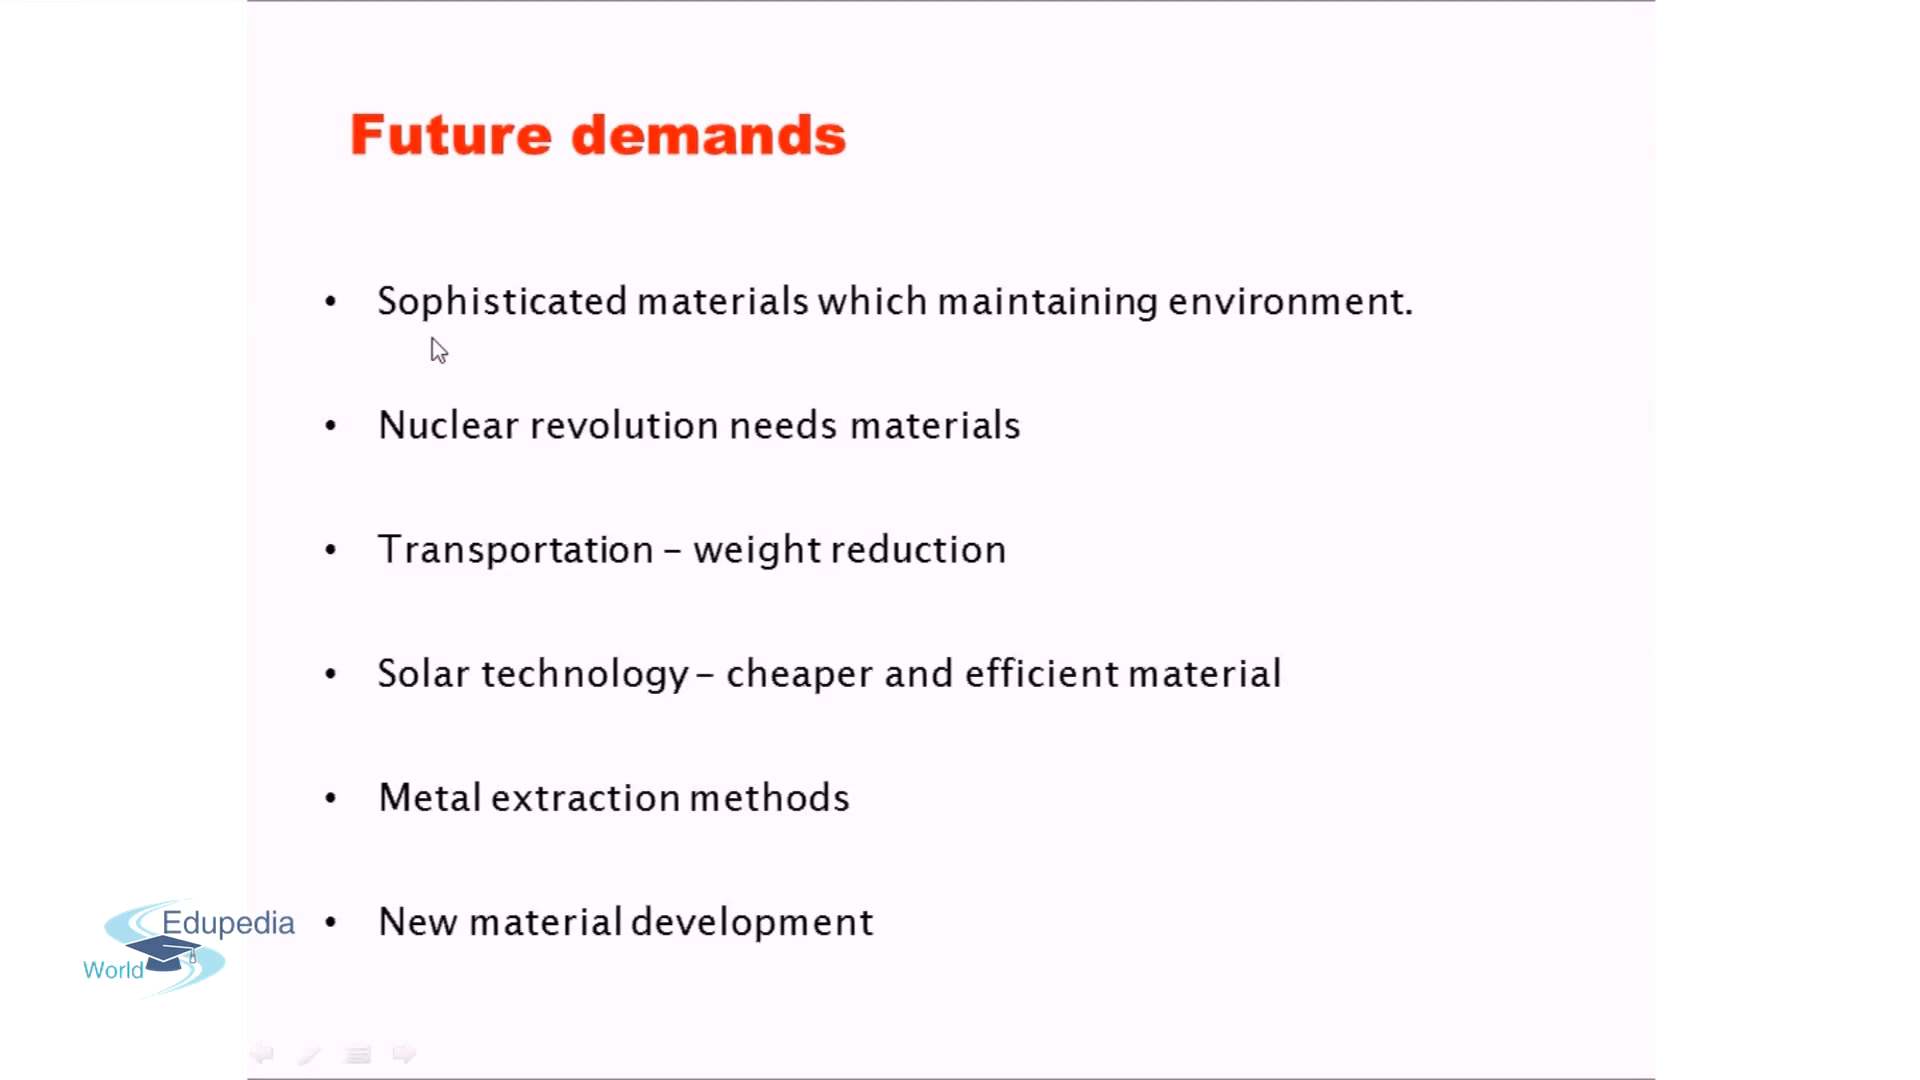 Future demands
• Sophisticated materials which maintaining environment.
• Nuclear revolution needs materials
• Transportation – weight reduction
• Solar technology – cheaper and efficient material
• Metal extraction methods
• New material development
Edupedia
World